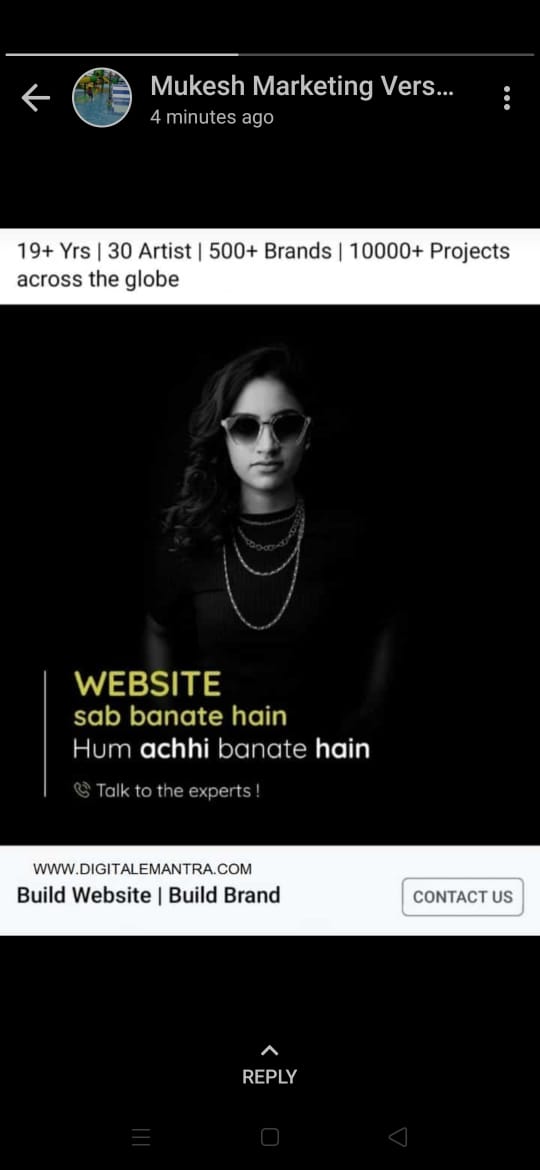 Mukesh Marketing Vers...
4 minutes ago
19+ Yrs | 30 Artist | 500+ Brands | 10000+ Projects
across the globe
WEBSITE
sab banate hain
Hum achhi banate hain
Talk to the experts !
WWW.DIGITALEMANTRA.COM
Build Website | Build Brand
CONTACT US
REPLY